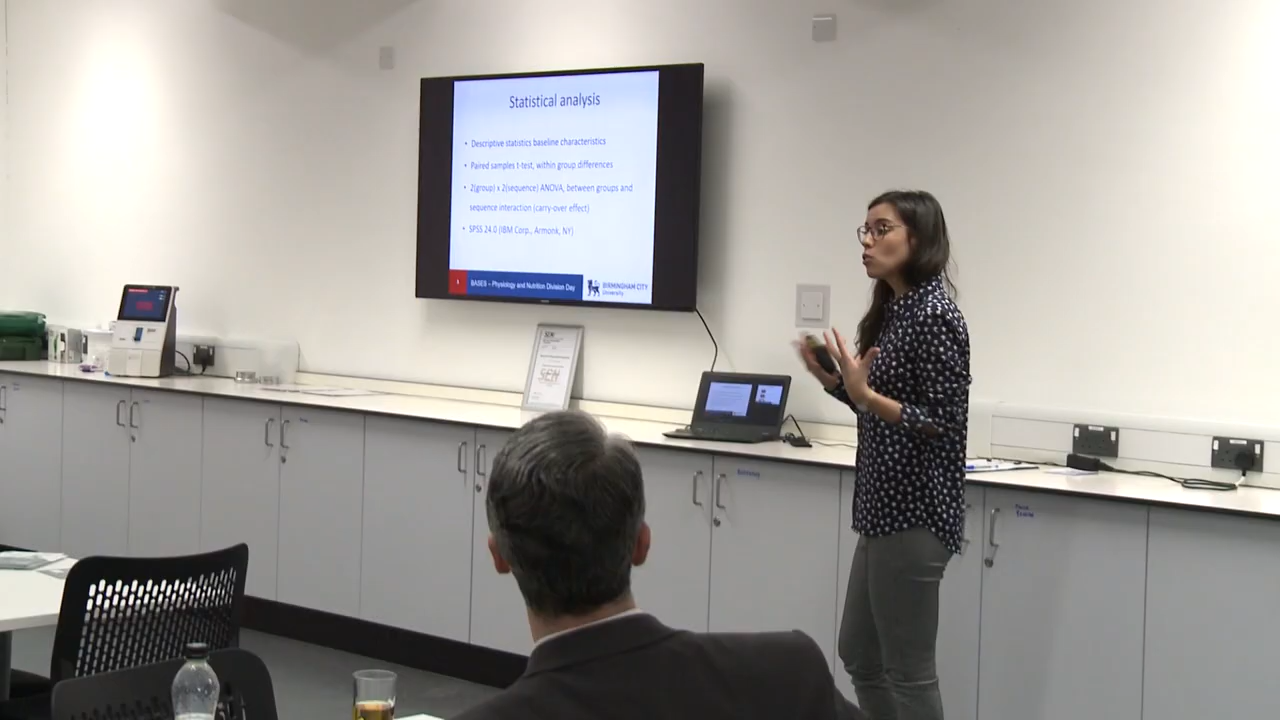 Statistical analysis
• Descriptive statistics baseline characteristics
• Paired samples t-test, within group differences
• 2(group) x 2(sequence) ANOVA, between groups and
sequence interaction (carry-over effect)
• SPSS 24.0 (IBM Corp., Armonk, NY)
BASES – Physiology and Nutrition Division Day
BIRMINGHAM CITY
University
SEN
SEN